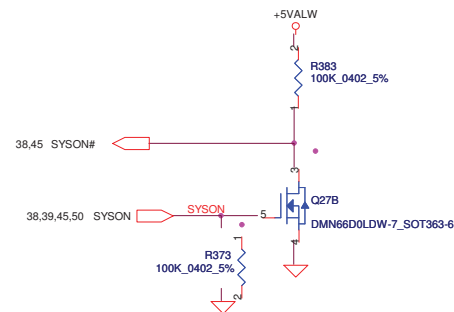 +5VALW
2
R383
100K_0402_5%
1
38,45 SYSON#
3
Q27B
38,39,45,50 SYSON
SYSON
5
DMN66D0LDW-7_SOT363-6
4
1
R373
100K_0402_5%
2